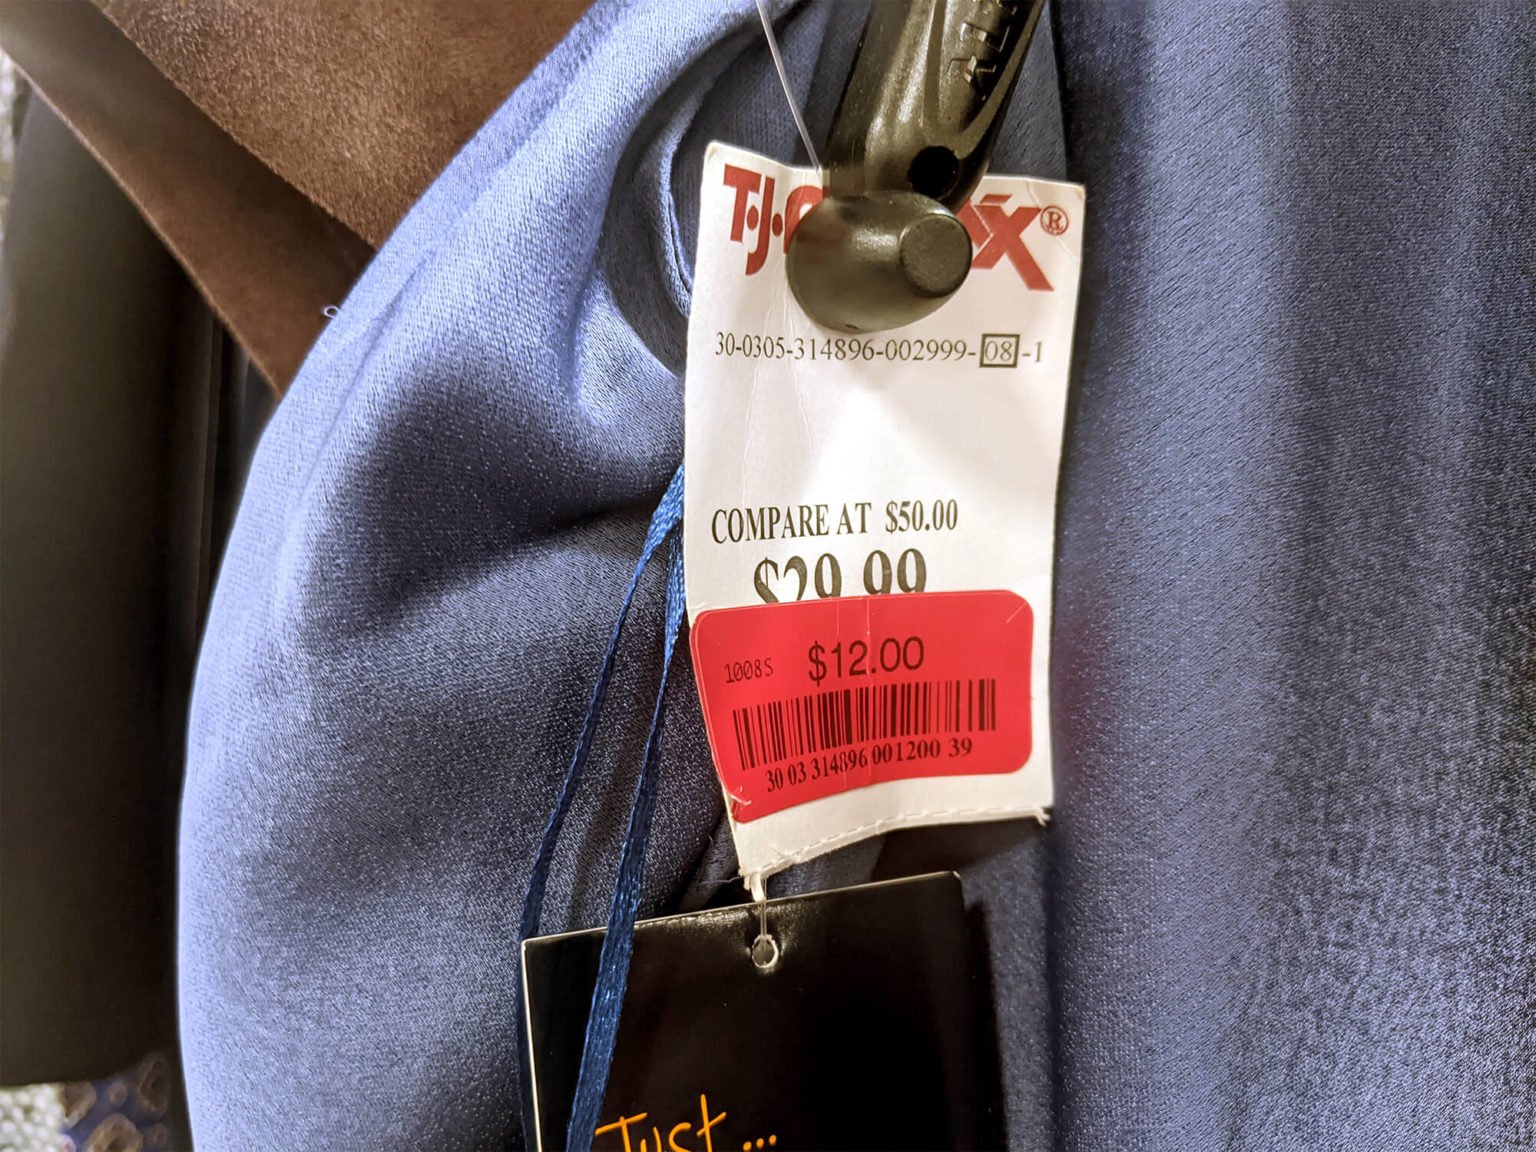 30-0305-314896-002999-08-1
COMPARE AT $50.00
$29.99
1008S $12.00
30 03 314896 001200 39
Just ...